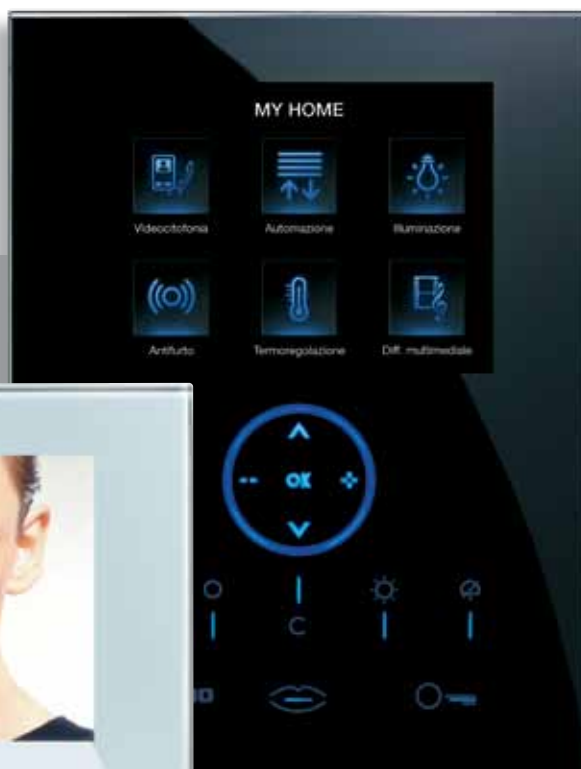 MY HOME
Videocitofonia Automazione Illuminazione
Antifurto Termoregolazione Diff. multimediale
OK
C